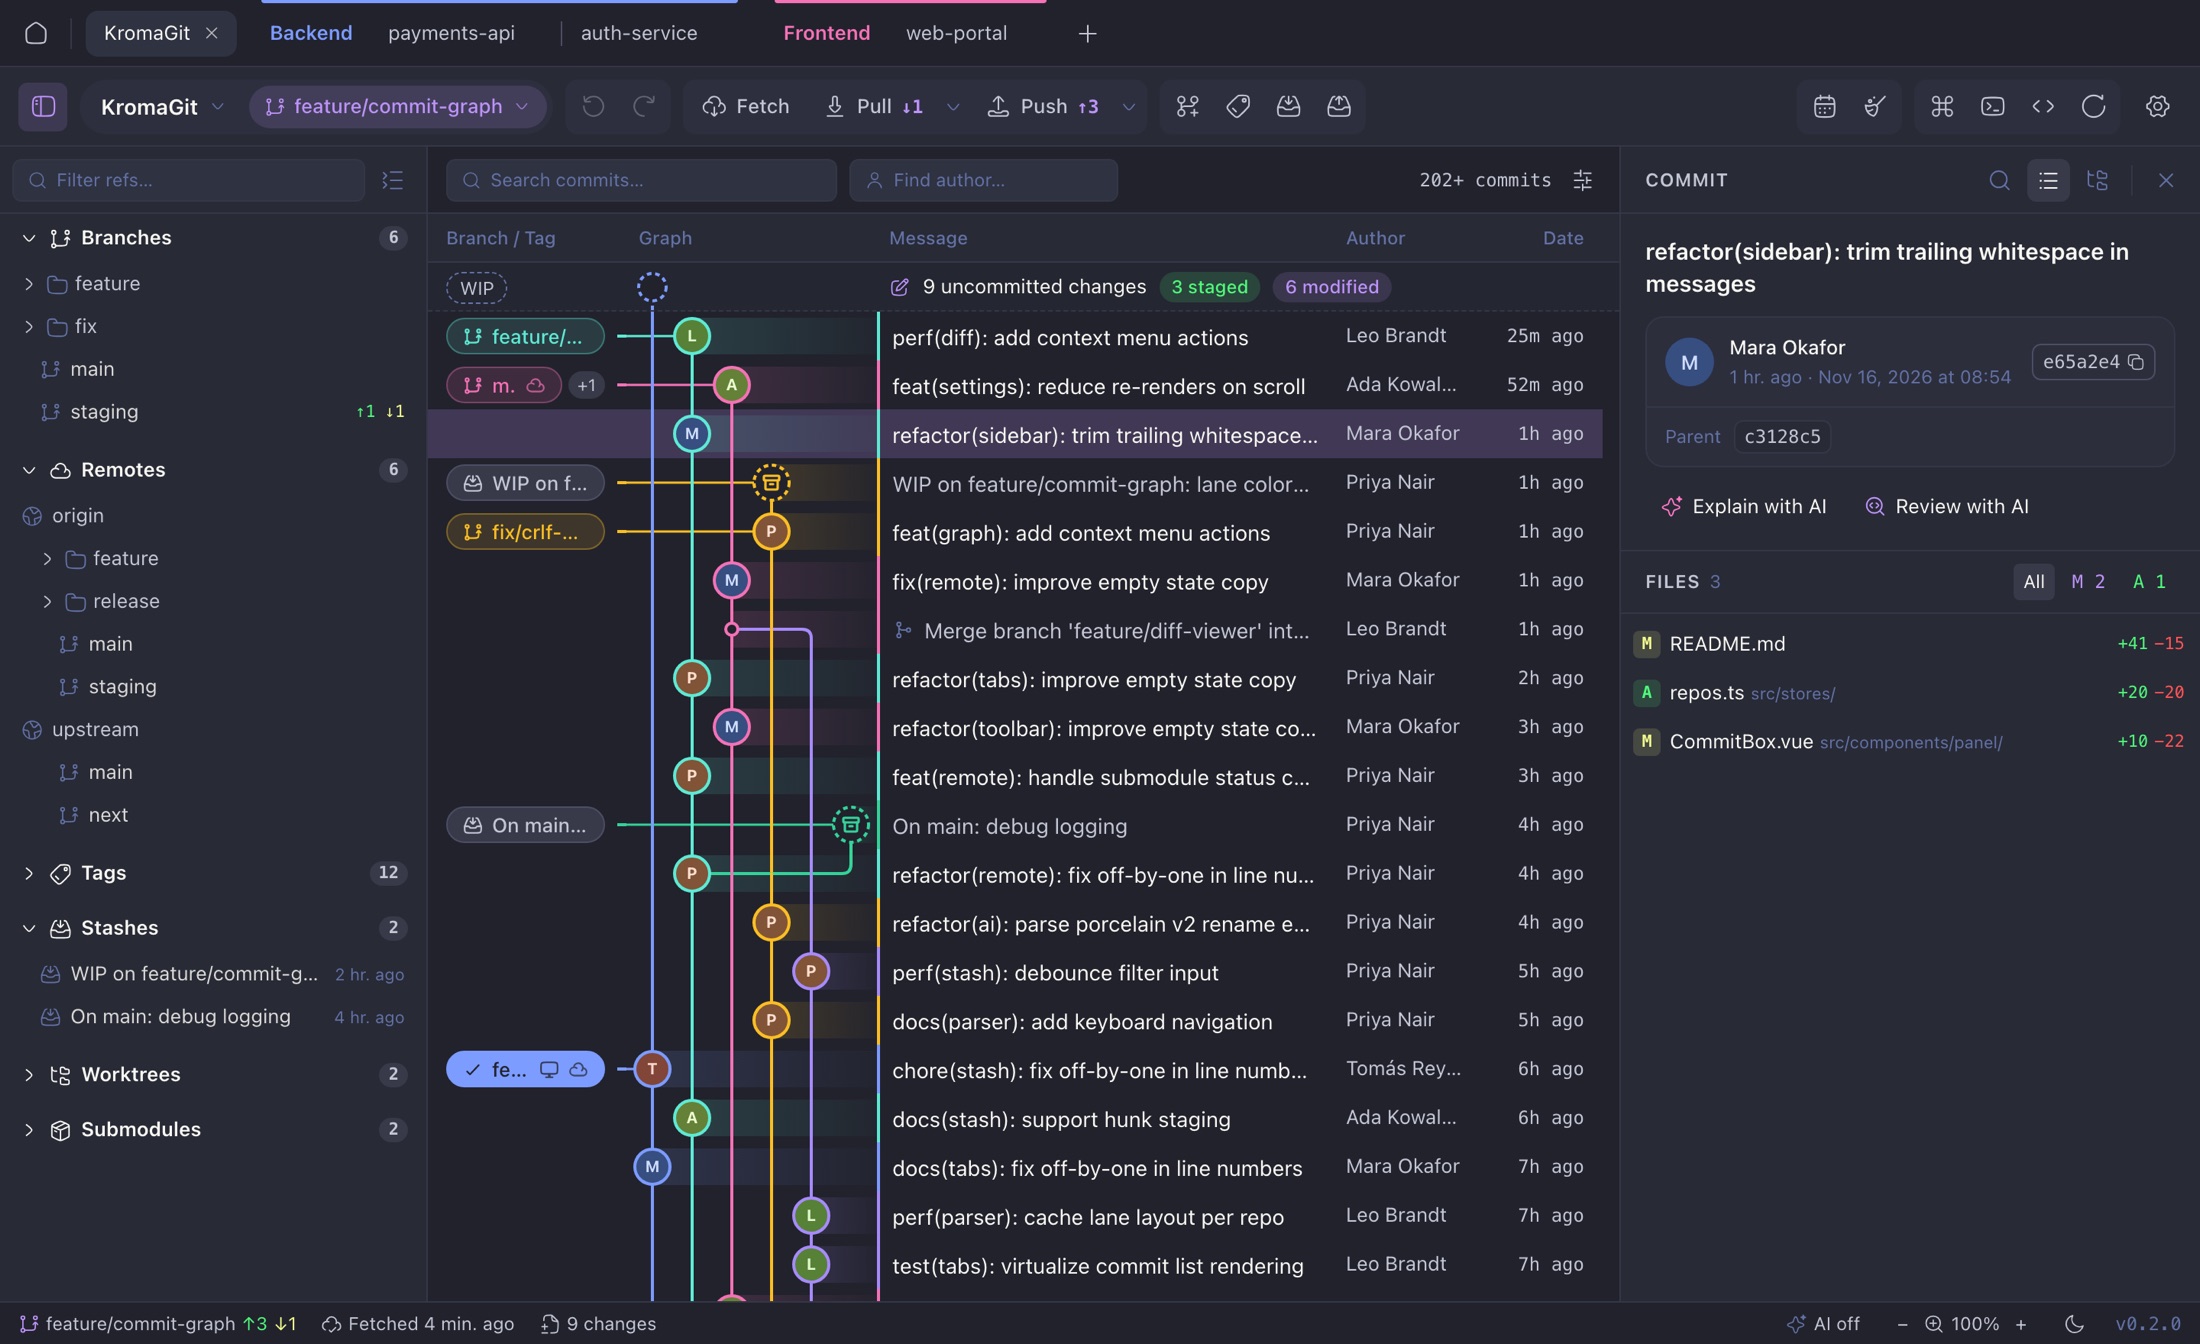 KromaGit
Backend
payments-api
auth-service
Frontend
web-portal
KromaGit
feature/commit-graph
Fetch
Pull ↓1
Push ↑3
Filter refs...
Search commits...
Find author...
202+ commits
COMMIT
Branches 6
feature
fix
main
staging ↑1 ↓1
Remotes 6
origin
feature
release
main
staging
upstream
main
next
Tags 12
Stashes 2
WIP on feature/commit-g... 2 hr. ago
On main: debug logging 4 hr. ago
Worktrees 2
Submodules 2
Branch / Tag Graph Message Author Date
WIP 9 uncommitted changes 3 staged 6 modified
feature/... L perf(diff): add context menu actions Leo Brandt 25m ago
m. +1 A feat(settings): reduce re-renders on scroll Ada Kowal... 52m ago
M refactor(sidebar): trim trailing whitespace... Mara Okafor 1h ago
WIP on f... WIP on feature/commit-graph: lane color... Priya Nair 1h ago
fix/crlf-... P feat(graph): add context menu actions Priya Nair 1h ago
M fix(remote): improve empty state copy Mara Okafor 1h ago
Merge branch 'feature/diff-viewer' int... Leo Brandt 1h ago
P refactor(tabs): improve empty state copy Priya Nair 2h ago
M refactor(toolbar): improve empty state co... Mara Okafor 3h ago
P feat(remote): handle submodule status c... Priya Nair 3h ago
On main... On main: debug logging Priya Nair 4h ago
P refactor(remote): fix off-by-one in line nu... Priya Nair 4h ago
P refactor(ai): parse porcelain v2 rename e... Priya Nair 4h ago
P perf(stash): debounce filter input Priya Nair 5h ago
P docs(parser): add keyboard navigation Priya Nair 5h ago
fe... T chore(stash): fix off-by-one in line numb... Tomás Rey... 6h ago
A docs(stash): support hunk staging Ada Kowal... 6h ago
M docs(tabs): fix off-by-one in line numbers Mara Okafor 7h ago
L perf(parser): cache lane layout per repo Leo Brandt 7h ago
L test(tabs): virtualize commit list rendering Leo Brandt 7h ago
refactor(sidebar): trim trailing whitespace in
messages
M Mara Okafor
1 hr. ago · Nov 16, 2026 at 08:54
e65a2e4
Parent c3128c5
Explain with AI
Review with AI
FILES 3 All M 2 A 1
M README.md +41 −15
A repos.ts src/stores/ +20 −20
M CommitBox.vue src/components/panel/ +10 −22
feature/commit-graph ↑3 ↓1
Fetched 4 min. ago
9 changes
AI off
− 100% +
v0.2.0